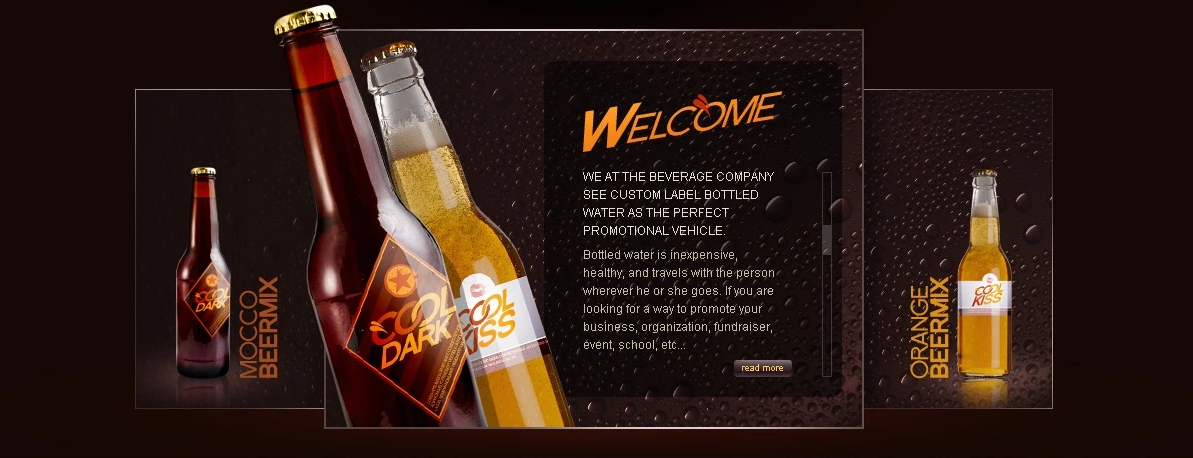 WELCOME
WE AT THE BEVERAGE COMPANY
SEE CUSTOM LABEL BOTTLED
WATER AS THE PERFECT
PROMOTIONAL VEHICLE.
Bottled water is inexpensive,
healthy, and travels with the person
wherever he or she goes. If you are
looking for a way to promote your
business, organization, fundraiser,
event, school, etc...
read more
COOL
DARK
MOCCO
BEERMIX
COOL
DARK
COOL
KISS
ORANGE
BEERMIX
COOL
KISS